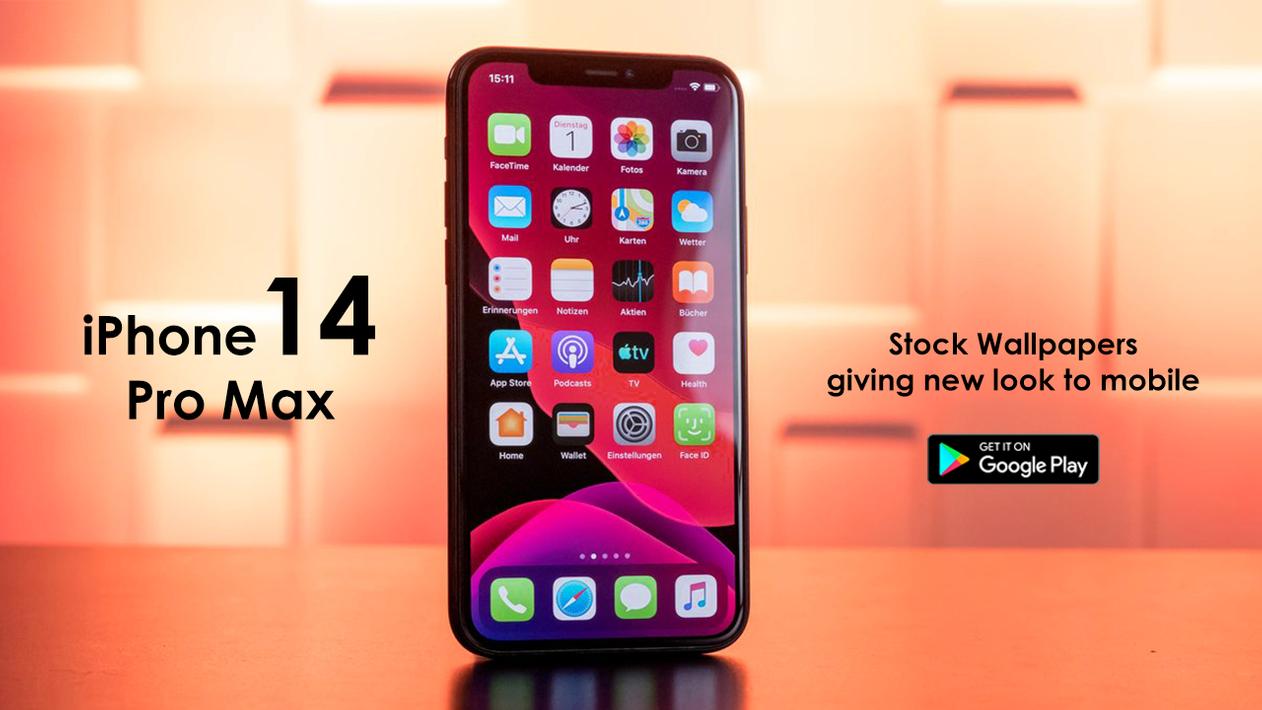 iPhone 14
Pro Max
15:11
FaceTime
Dienstag
1
Kalender
Fotos
Kamera
Mail
Uhr
Karten
Wetter
Erinnerungen
Notizen
Aktien
Bücher
App Store
Podcasts
tv
TV
Health
Home
Wallet
Einstellungen
Face ID
Stock Wallpapers
giving new look to mobile
GET IT ON
Google Play